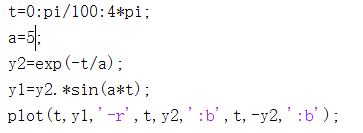 t=0:pi/100:4*pi;
a=5;
y2=exp(-t/a);
y1=y2.*sin(a*t);
plot(t,y1,'-r',t,y2,':b',t,-y2,':b');